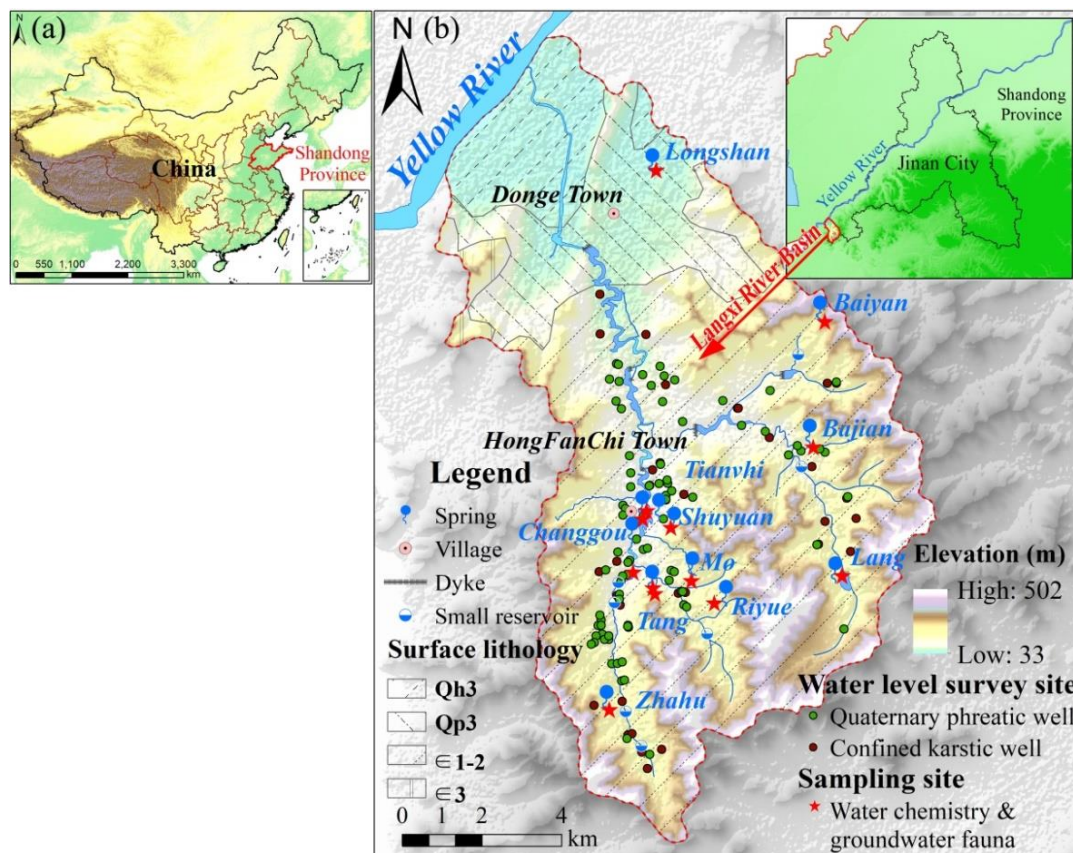 N
(a)
China
Shandong
Province
0 550 1,100 2,200 3,300
km
N
(b)
Yellow River
Longshan
Donge Town
Shandong
Province
Jinan City
Yellow River
Langxi River Basin
Baiyan
Bajian
HongFanChi Town
Tianvhi
Shuyuan
Changgou
Mo
Lang
Riyue
Tang
Zhahu
Legend
Spring
Village
Dyke
Small reservoir
Surface lithology
Qh3
Qp3
∈1-2
∈3
0 1 2 4
km
Elevation (m)
High: 502
Low: 33
Water level survey site
Quaternary phreatic well
Confined karstic well
Sampling site
Water chemistry &
groundwater fauna